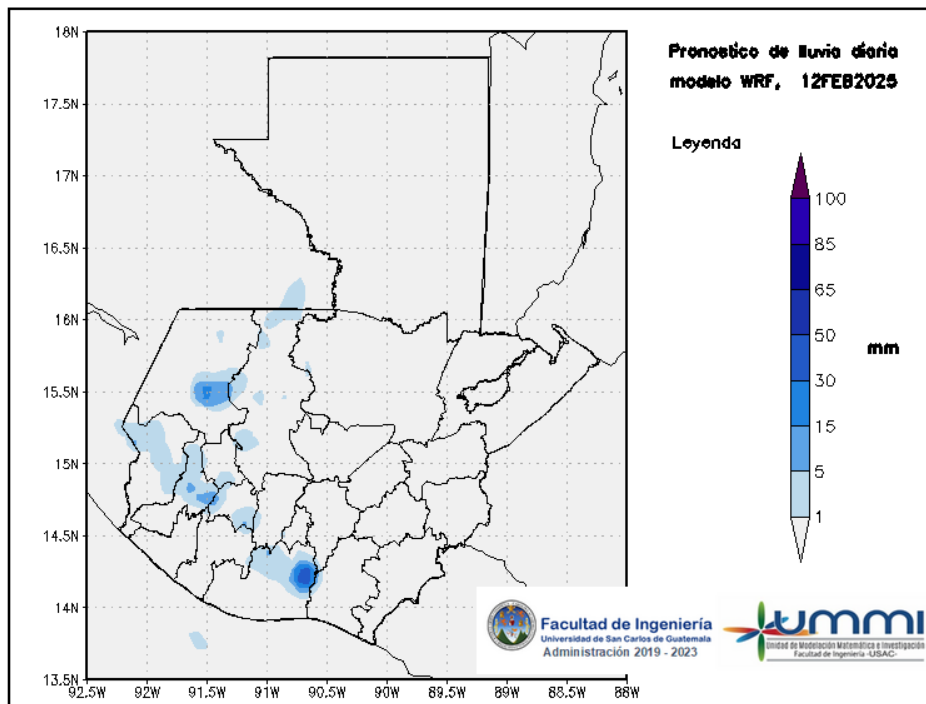 18N
17.5N
17N
16.5N
16N
15.5N
15N
14.5N
14N
13.5N
92.5W 92W 91.5W 91W 90.5W 90W 89.5W 89W 88.5W 88W
Pronostico de lluvia diaria
modelo WRF, 12FEB2025
Leyenda
100
85
65
50
30
15
5
1
mm
Facultad de Ingeniería
Universidad de San Carlos de Guatemala
Administración 2019 - 2023
ummi
Unidad de Modelación Matemática e Investigación
Facultad de Ingeniería -USAC-